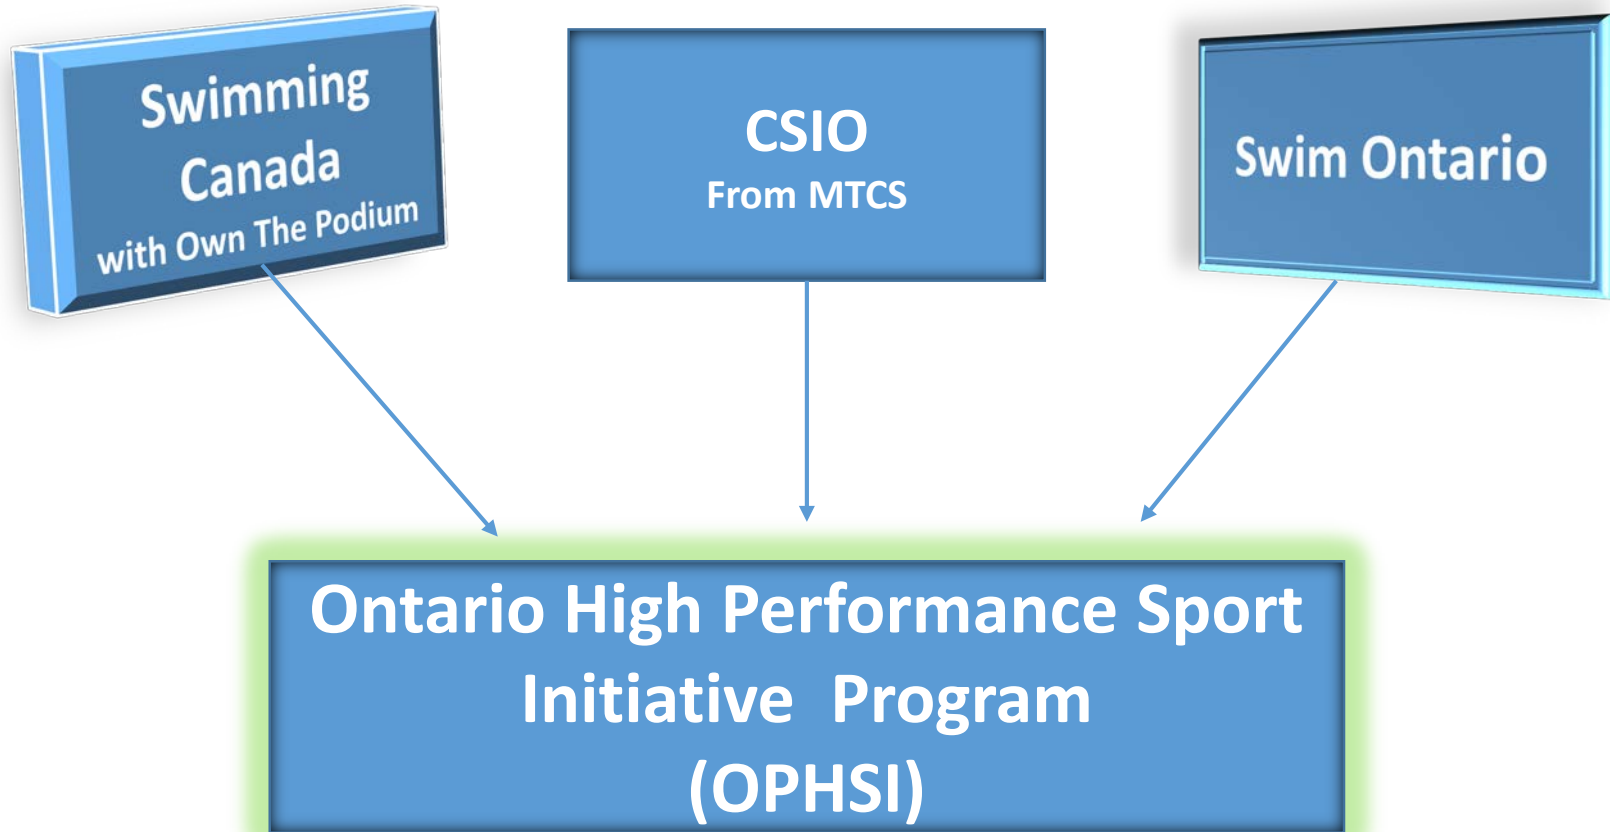 Swimming
Canada
with Own The Podium
CSIO
From MTCS
Swim Ontario
Ontario High Performance Sport
Initiative Program
(OPHSI)